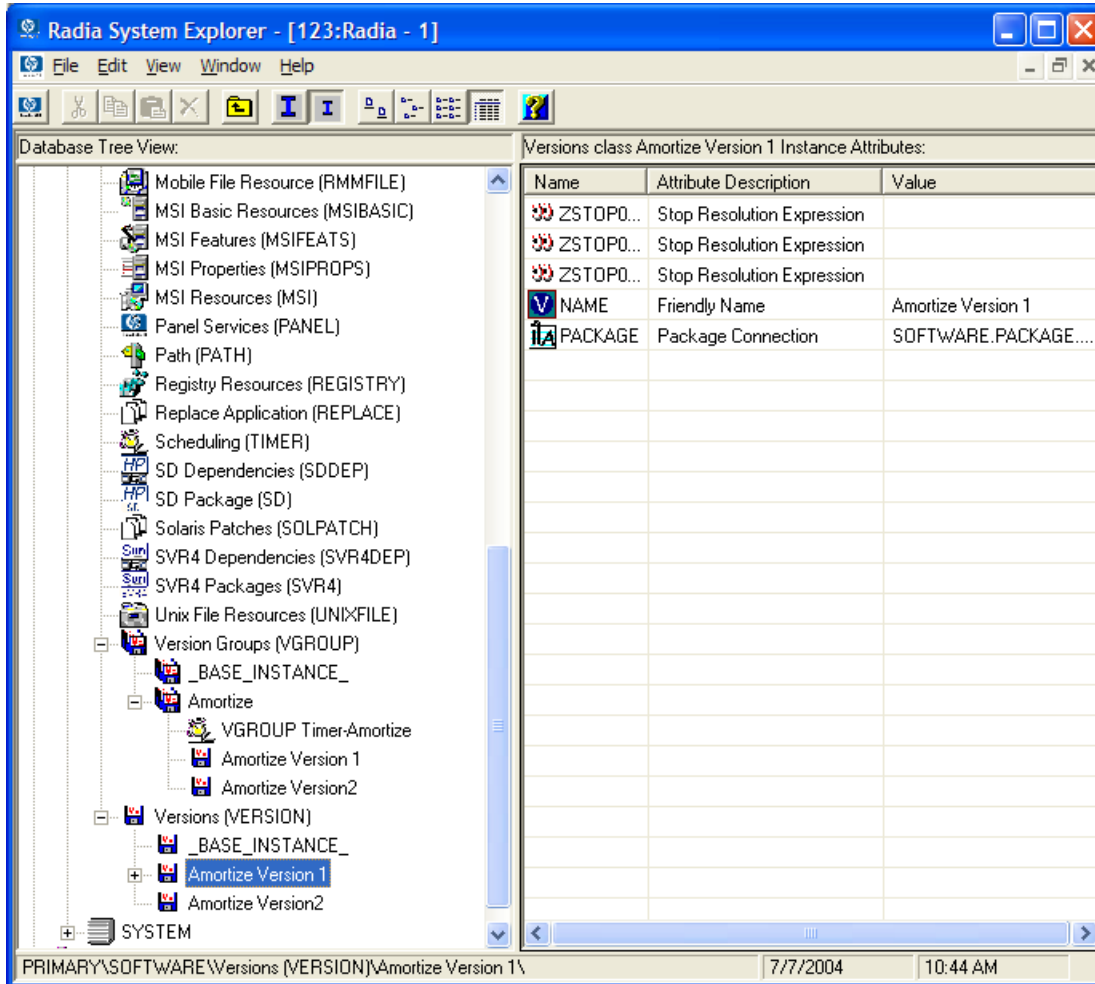 Radia System Explorer - [123:Radia - 1]
File Edit View Window Help
Database Tree View:
Mobile File Resource (RMMFILE)
MSI Basic Resources (MSIBASIC)
MSI Features (MSIFEATS)
MSI Properties (MSIPROPS)
MSI Resources (MSI)
Panel Services (PANEL)
Path (PATH)
Registry Resources (REGISTRY)
Replace Application (REPLACE)
Scheduling (TIMER)
SD Dependencies (SDDEP)
SD Package (SD)
Solaris Patches (SOLPATCH)
SVR4 Dependencies (SVR4DEP)
SVR4 Packages (SVR4)
Unix File Resources (UNIXFILE)
Version Groups (VGROUP)
_BASE_INSTANCE_
Amortize
VGROUP Timer-Amortize
Amortize Version 1
Amortize Version2
Versions (VERSION)
_BASE_INSTANCE_
Amortize Version 1
Amortize Version2
SYSTEM
Versions class Amortize Version 1 Instance Attributes:
Name Attribute Description Value
ZSTOP0... Stop Resolution Expression
ZSTOP0... Stop Resolution Expression
ZSTOP0... Stop Resolution Expression
NAME Friendly Name Amortize Version 1
PACKAGE Package Connection SOFTWARE.PACKAGE....
PRIMARY\SOFTWARE\Versions (VERSION)\Amortize Version 1\ 7/7/2004 10:44 AM